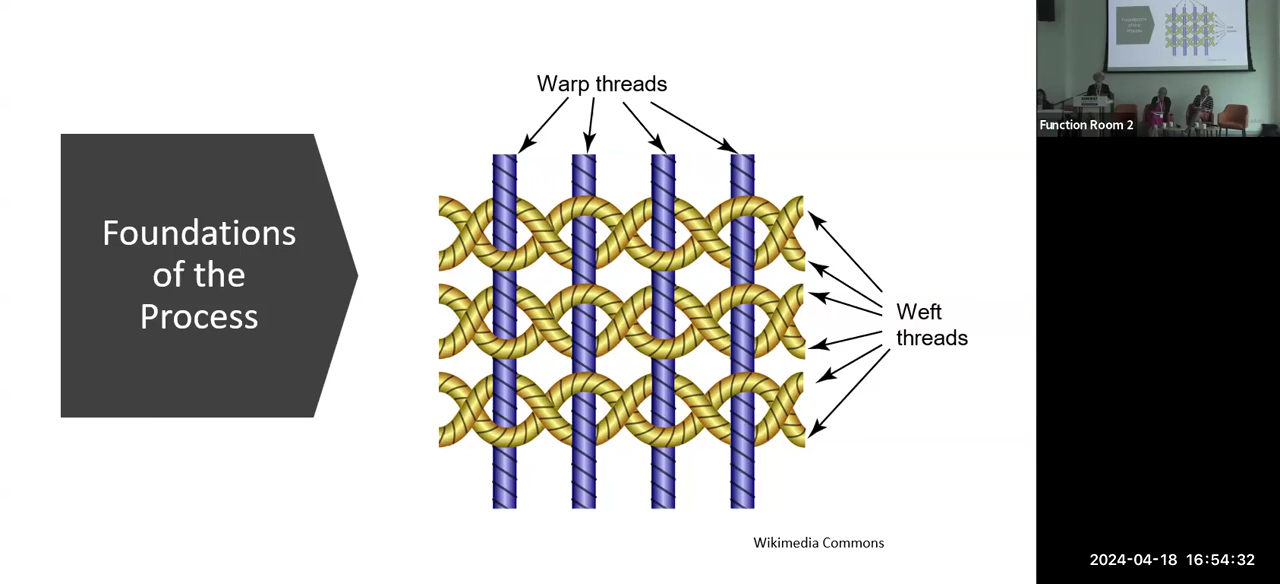 Foundations
of the
Process
Warp threads
Weft
threads
Wikimedia Commons
Function Room 2
2024-04-18 16:54:32